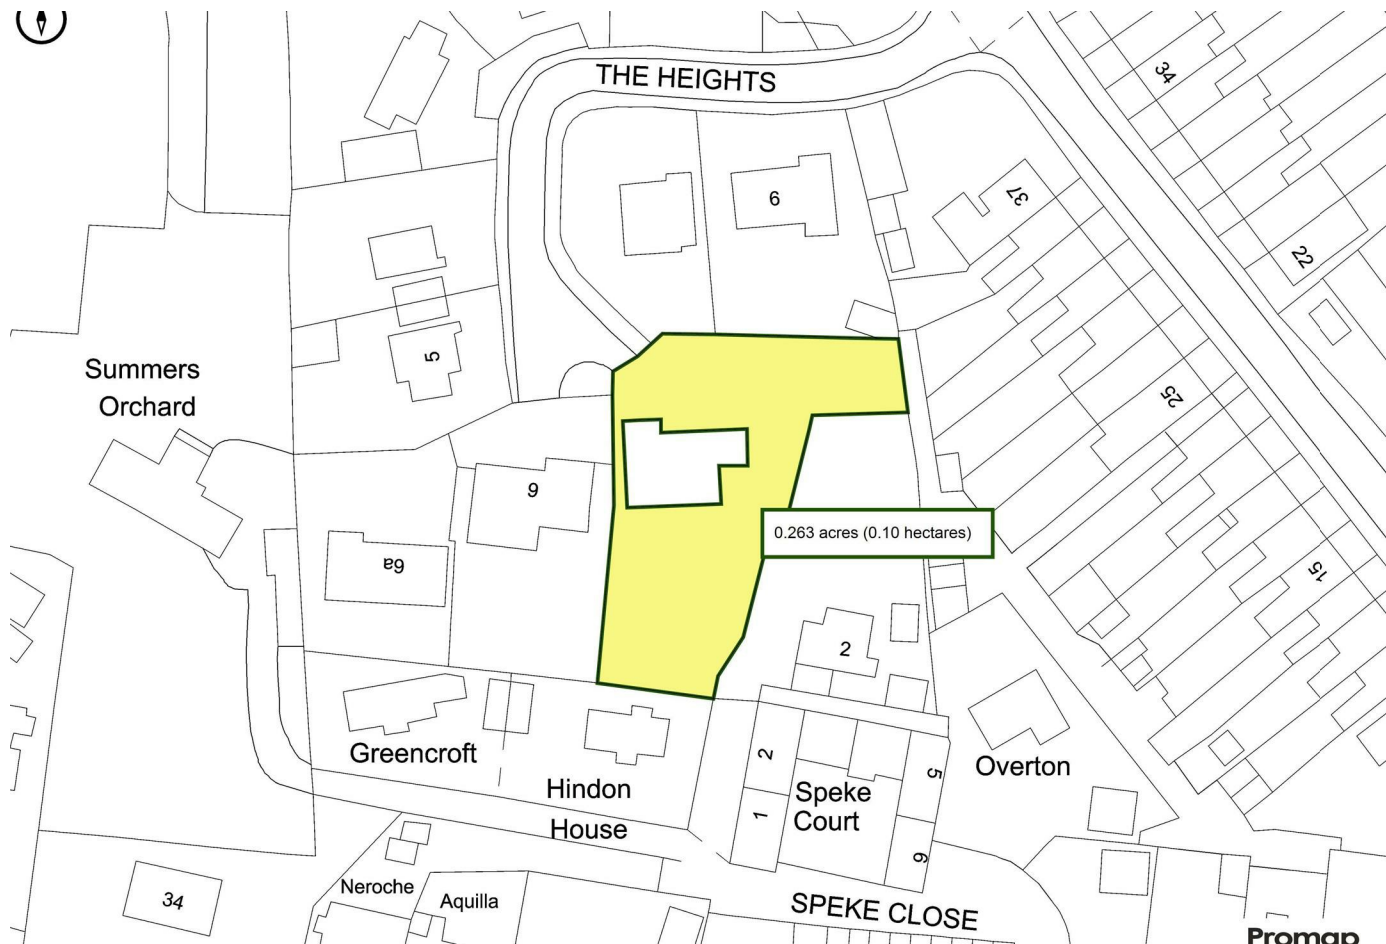 THE HEIGHTS
34
6
37
22
Summers
Orchard
5
25
9
6a
0.263 acres (0.10 hectares)
15
2
Greencroft
Hindon
House
2
1
Speke
Court
5
6
Overton
34
Neroche
Aquilla
SPEKE CLOSE
Promap